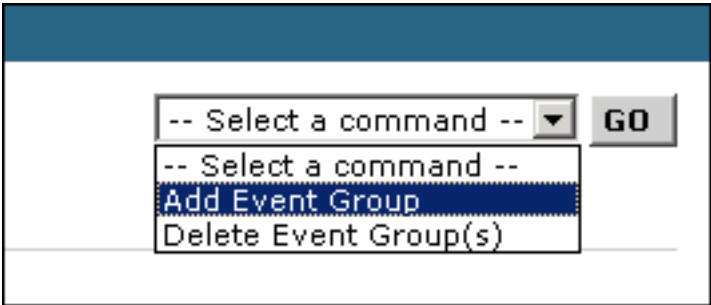 -- Select a command -- GO
-- Select a command --
Add Event Group
Delete Event Group(s)